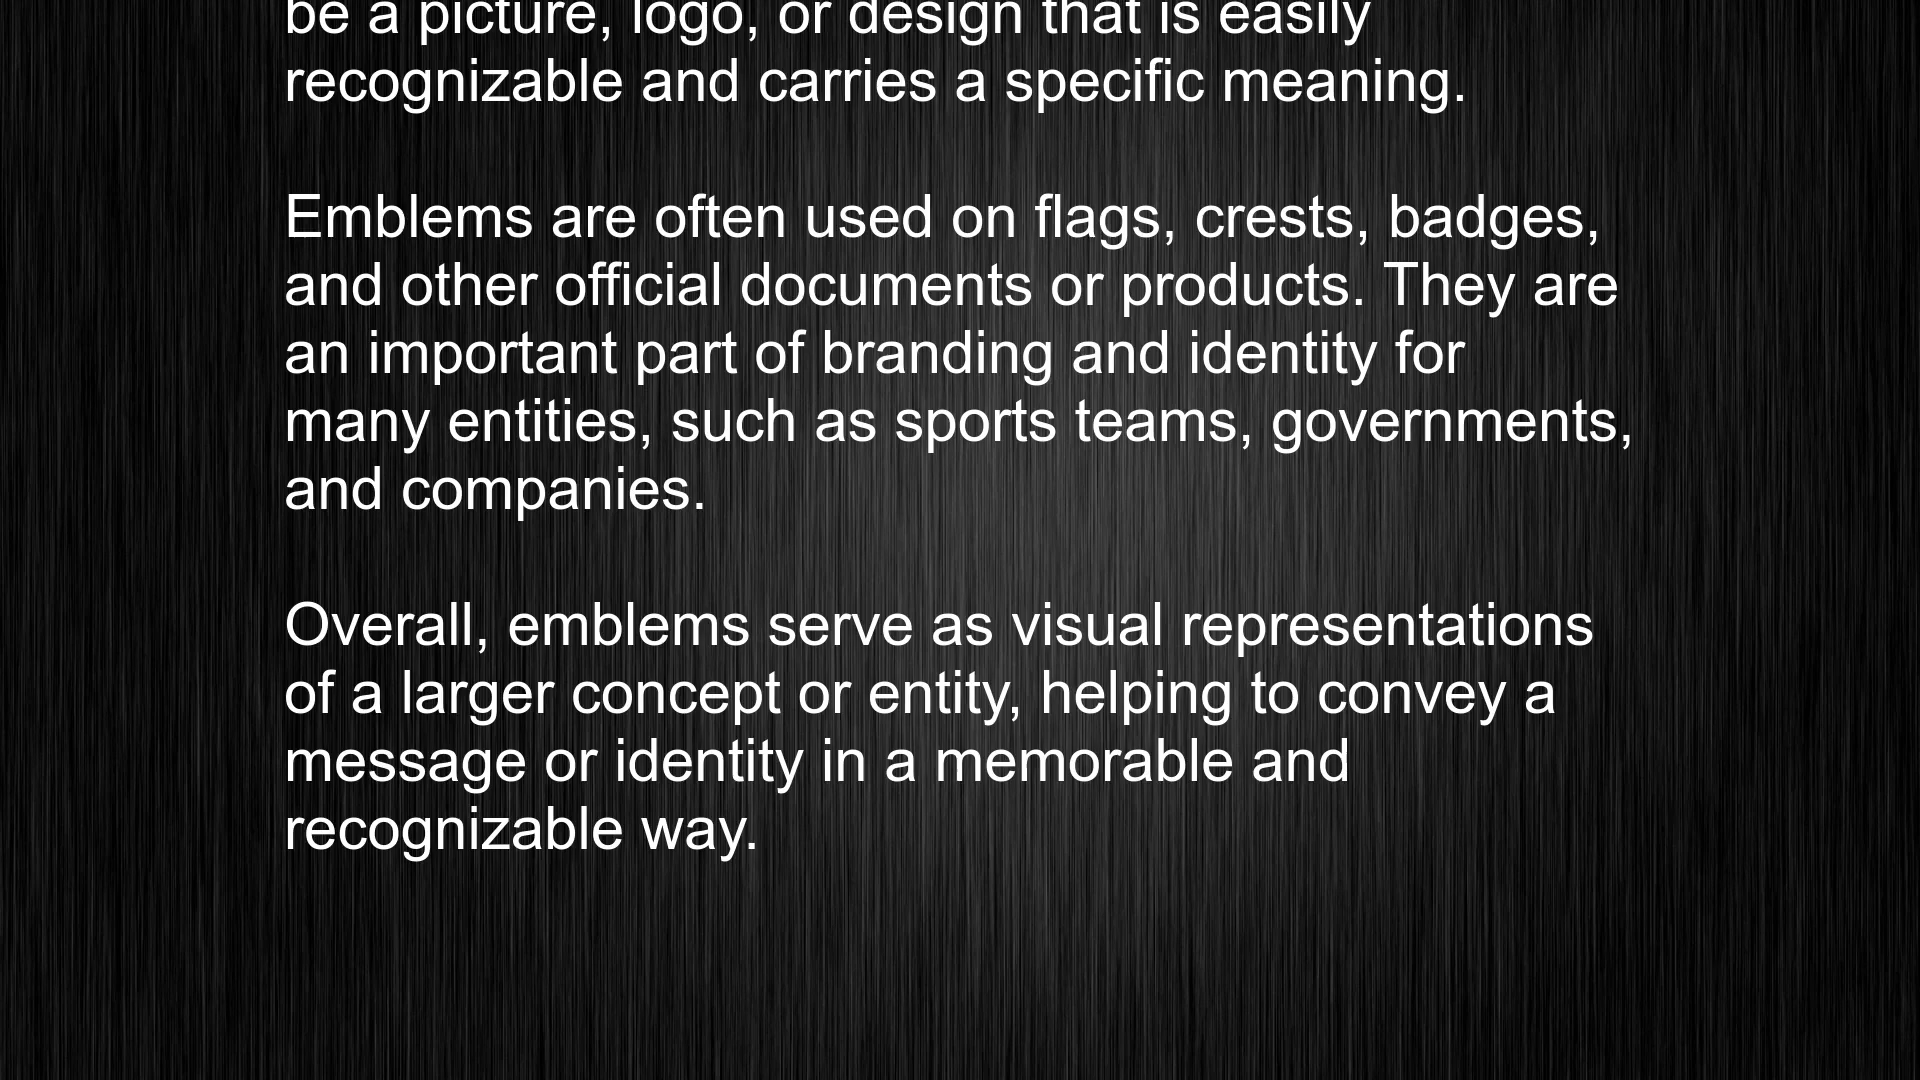 be a picture, logo, or design that is easily
recognizable and carries a specific meaning.
Emblems are often used on flags, crests, badges,
and other official documents or products. They are
an important part of branding and identity for
many entities, such as sports teams, governments,
and companies.
Overall, emblems serve as visual representations
of a larger concept or entity, helping to convey a
message or identity in a memorable and
recognizable way.